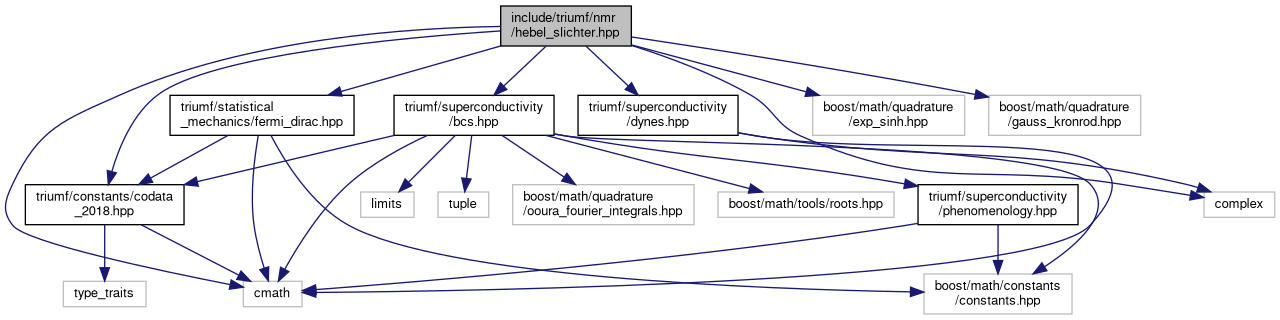 include/triumf/nmr
/hebel_slichter.hpp
triumf/statistical
_mechanics/fermi_dirac.hpp
triumf/superconductivity
/bcs.hpp
triumf/superconductivity
/dynes.hpp
boost/math/quadrature
/exp_sinh.hpp
boost/math/quadrature
/gauss_kronrod.hpp
triumf/constants/codata
_2018.hpp
limits
tuple
boost/math/quadrature
/ooura_fourier_integrals.hpp
boost/math/tools/roots.hpp
triumf/superconductivity
/phenomenology.hpp
complex
type_traits
cmath
boost/math/constants
/constants.hpp